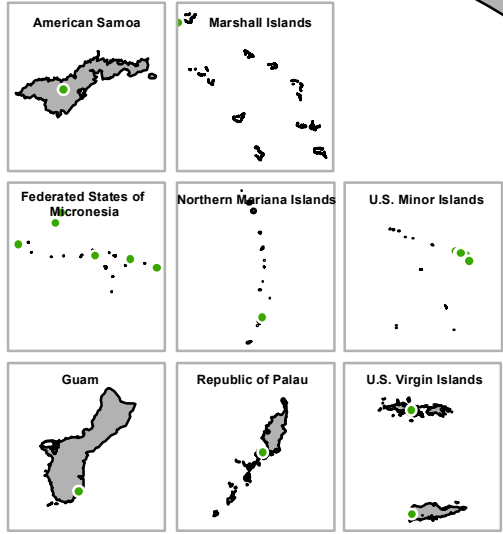 American Samoa
Marshall Islands
Federated States of
Micronesia
Northern Mariana Islands
U.S. Minor Islands
Guam
Republic of Palau
U.S. Virgin Islands